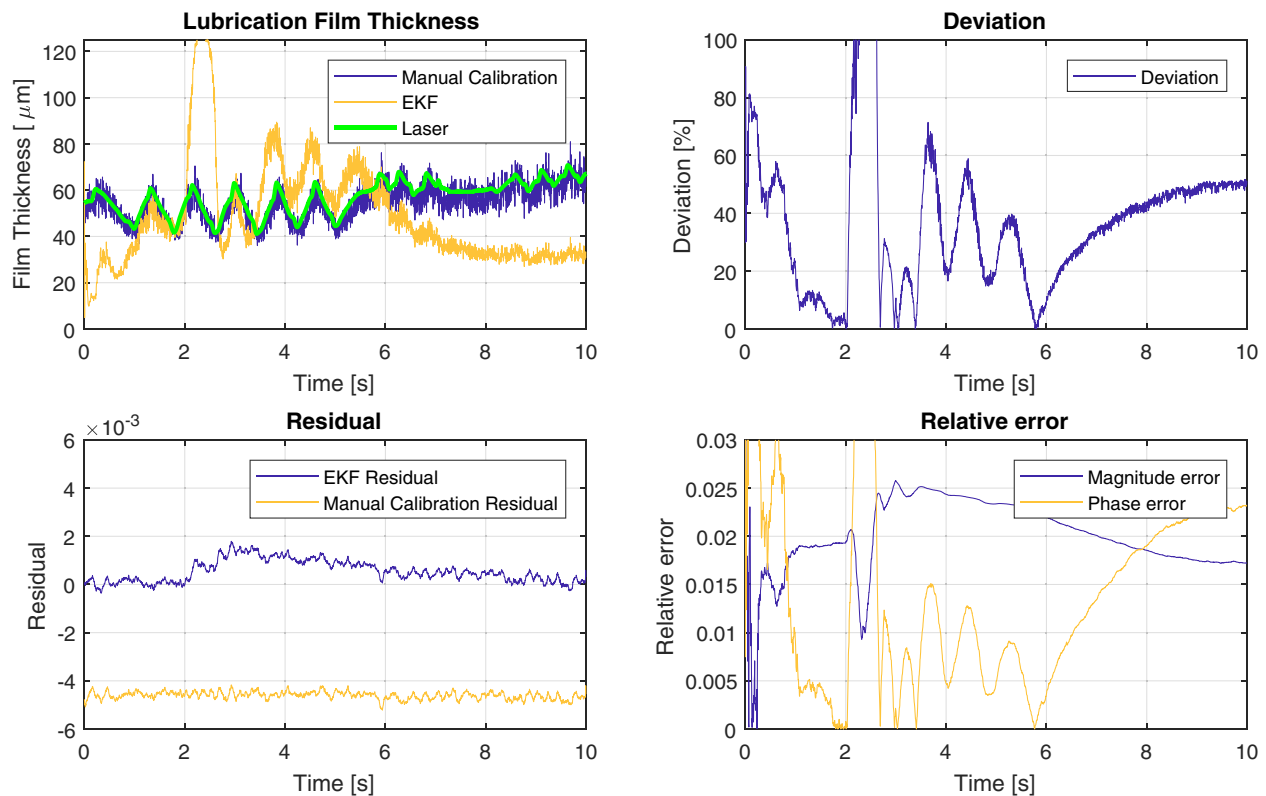 Lubrication Film Thickness
Film Thickness [ μm]
120
100
80
60
40
20
0
Manual Calibration
EKF
Laser
0 2 4 6 8 10
Time [s]
Deviation
Deviation [%]
100
80
60
40
20
0
Deviation
0 2 4 6 8 10
Time [s]
Residual
×10⁻³
Residual
6
4
2
0
-2
-4
-6
EKF Residual
Manual Calibration Residual
0 2 4 6 8 10
Time [s]
Relative error
Relative error
0.03
0.025
0.02
0.015
0.01
0.005
0
Magnitude error
Phase error
0 2 4 6 8 10
Time [s]